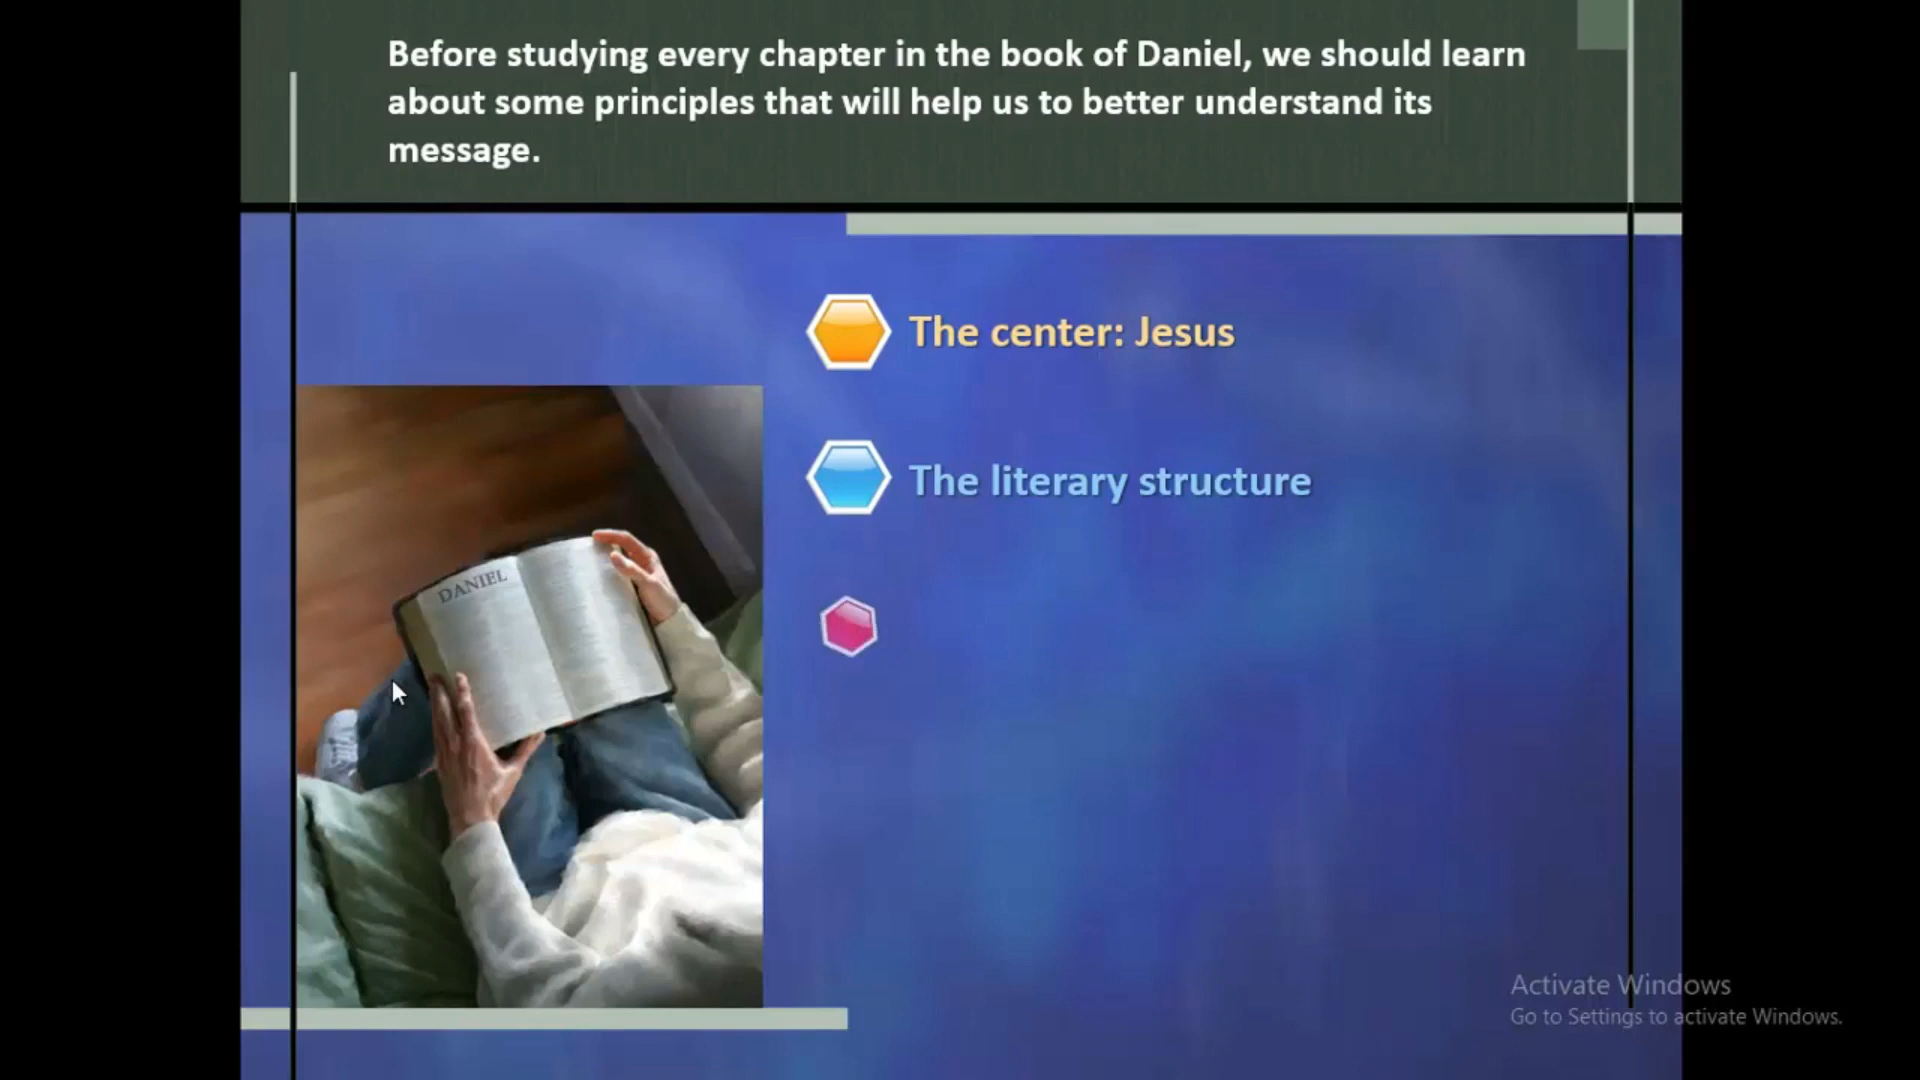 Before studying every chapter in the book of Daniel, we should learn
about some principles that will help us to better understand its
message.
The center: Jesus
The literary structure
DANIEL
Activate Windows
Go to Settings to activate Windows.